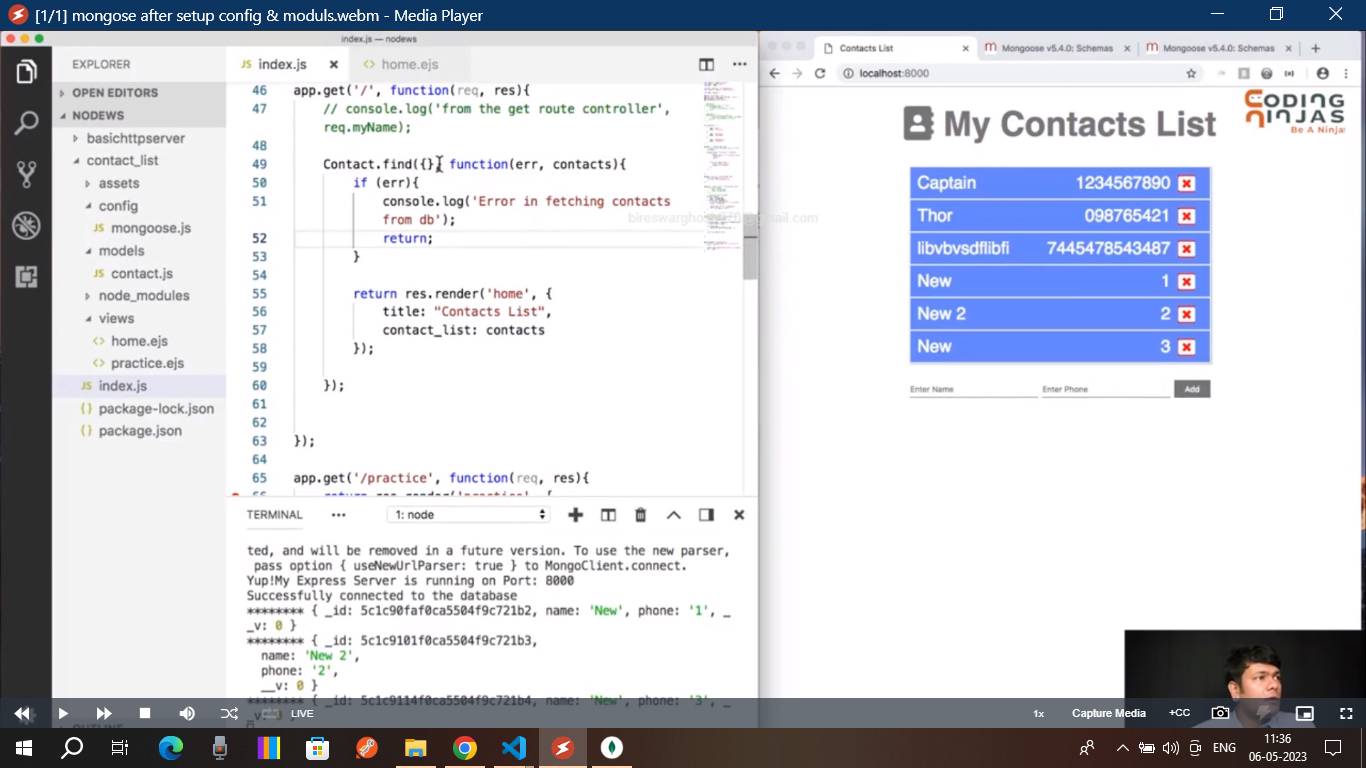 [1/1] mongose after setup config & moduls.webm - Media Player
index.js — nodews
EXPLORER
OPEN EDITORS
NODEWS
basichttpserver
contact_list
assets
config
JS mongoose.js
models
JS contact.js
node_modules
views
<> home.ejs
<> practice.ejs
JS index.js
{} package-lock.json
{} package.json
JS index.js ×
<> home.ejs
46 app.get('/', function(req, res){
47 // console.log('from the get route controller',
req.myName);
48
49 Contact.find({}, function(err, contacts){
50 if (err){
51 console.log('Error in fetching contacts
from db');
52 return;
53 }
54
55 return res.render('home', {
56 title: "Contacts List",
57 contact_list: contacts
58 });
59
60 });
61
62
63 });
64
65 app.get('/practice', function(req, res){
66 return res.render('practice', {
TERMINAL ••• 1: node
ted, and will be removed in a future version. To use the new parser,
pass option { useNewUrlParser: true } to MongoClient.connect.
Yup!My Express Server is running on Port: 8000
Successfully connected to the database
******** { _id: 5c1c90faf0ca5504f9c721b2, name: 'New', phone: '1', _
_v: 0 }
******** { _id: 5c1c9101f0ca5504f9c721b3,
name: 'New 2',
phone: '2',
__v: 0 }
******** { _id: 5c1c9114f0ca5504f9c721b4, name: 'New', phone: '3', _
Contacts List ×
Mongoose v5.4.0: Schemas ×
Mongoose v5.4.0: Schemas ×
localhost:8000
My Contacts List
CODING
NINJAS
Be A Ninja!
Captain 1234567890
Thor 098765421
libvbvsdflibfi 7445478543487
New 1
New 2 2
New 3
Enter Name Enter Phone Add
LIVE
1x Capture Media +CC
ENG
11:36
06-05-2023